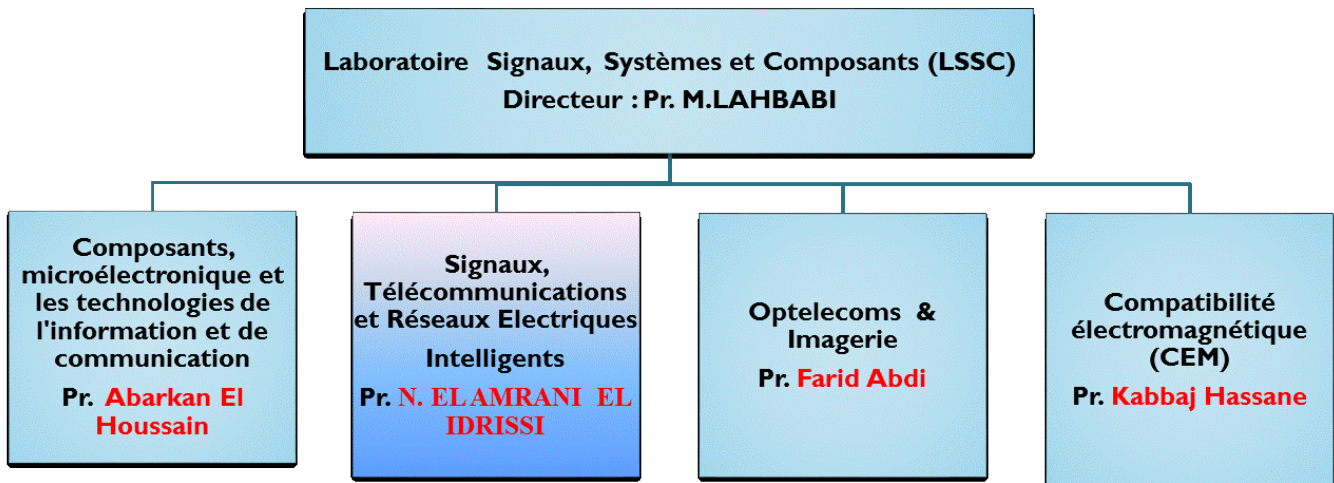 Laboratoire Signaux, Systèmes et Composants (LSSC)
Directeur : Pr. M.LAHBABI
Composants,
microélectronique et
les technologies de
l'information et de
communication
Pr. Abarkan El
Houssain
Signaux,
Télécommunications
et Réseaux Electriques
Intelligents
Pr. N. EL AMRANI EL
IDRISSI
Optelecoms &
Imagerie
Pr. Farid Abdi
Compatibilité
électromagnétique
(CEM)
Pr. Kabbaj Hassane